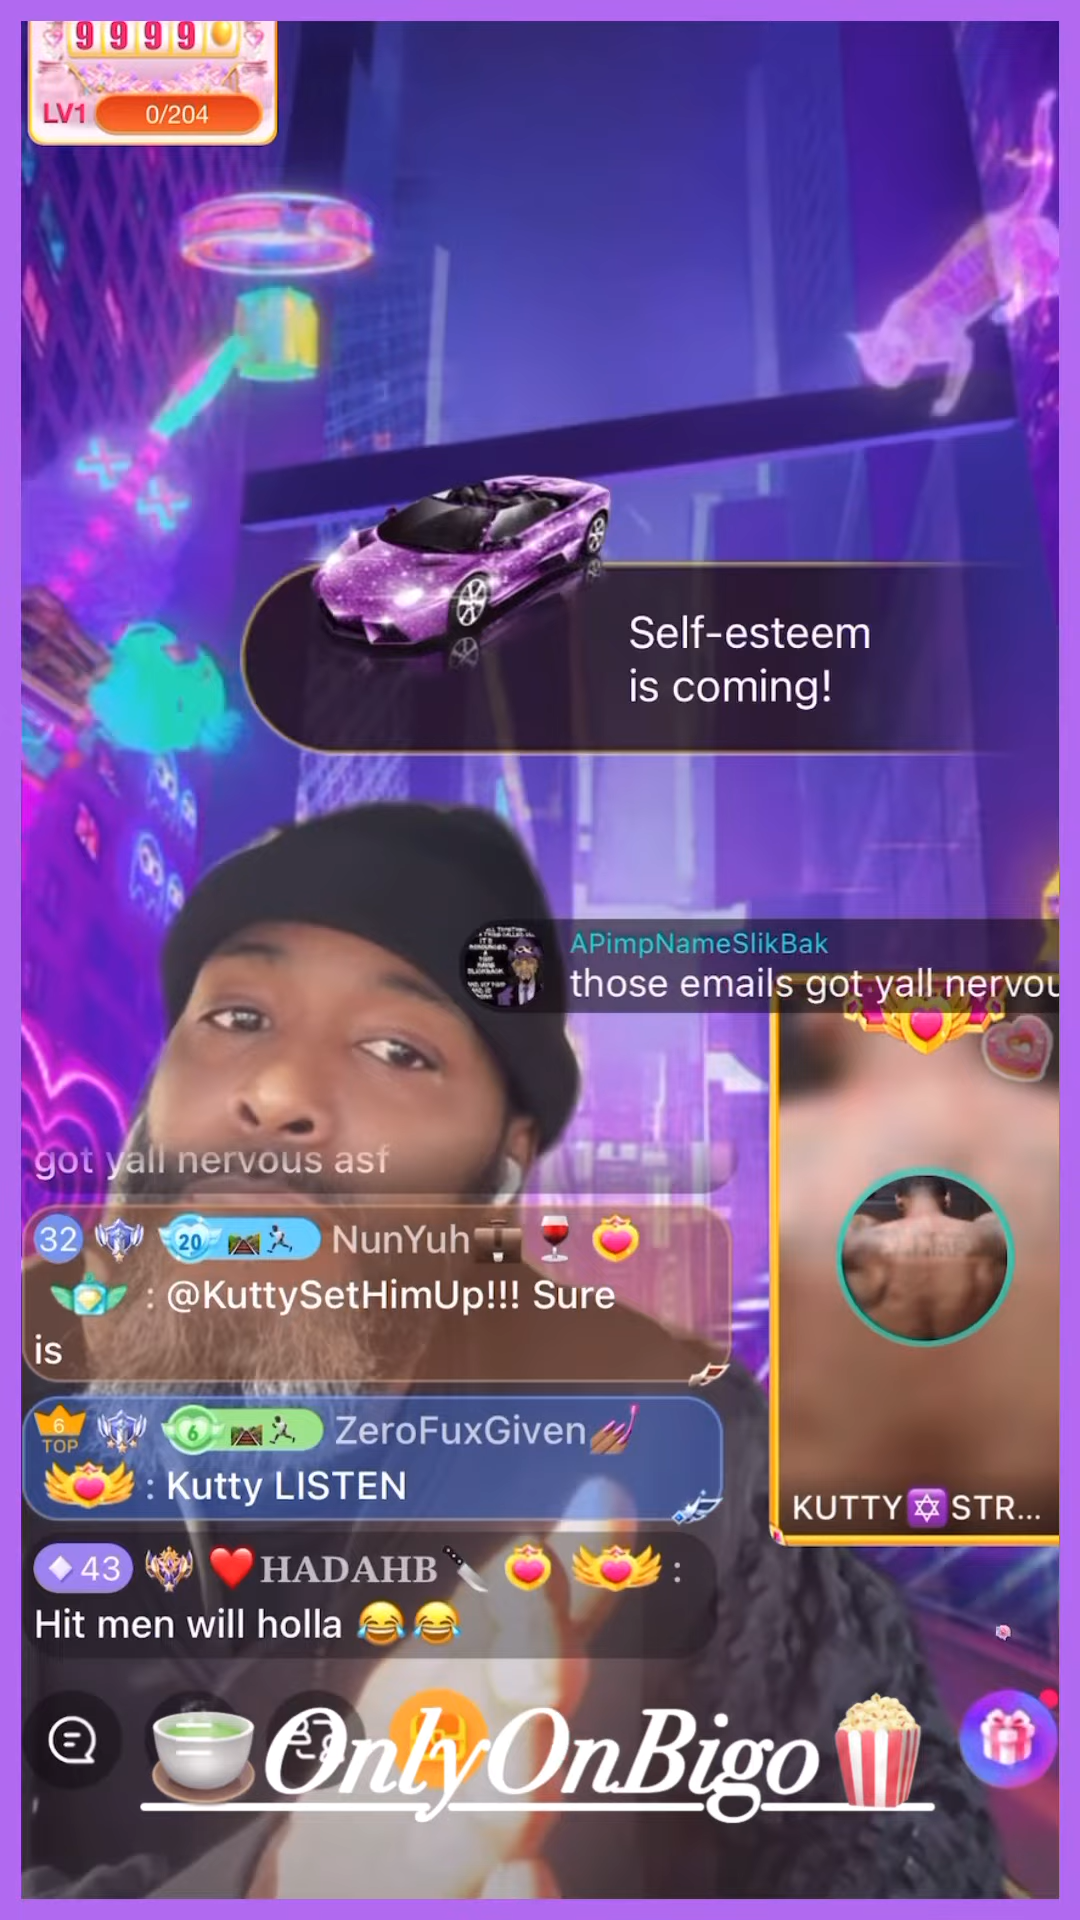 9999
LV1 0/204
Self-esteem
is coming!
APimpNameSlikBak
those emails got yall nervou
got yall nervous asf
32 20 NunYuh
: @KuttySetHimUp!!! Sure
is
6 TOP 6 ZeroFuxGiven
: Kutty LISTEN
43 HADAHB :
Hit men will holla 😂😂
KUTTY✡️STR...
🍵OnlyOnBigo🍿